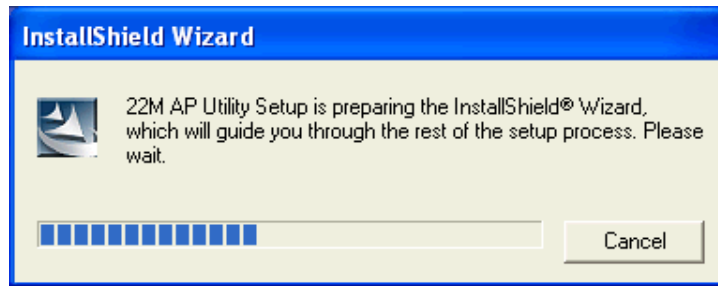 InstallShield Wizard
22M AP Utility Setup is preparing the InstallShield® Wizard,
which will guide you through the rest of the setup process. Please
wait.
Cancel